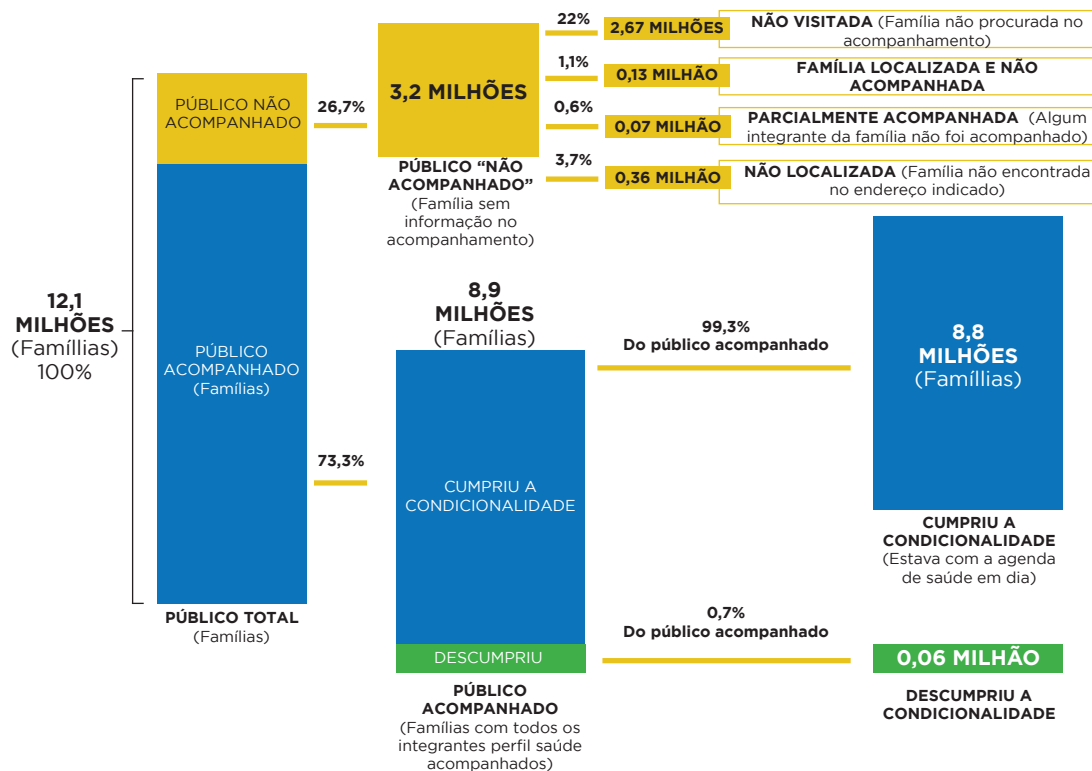 12,1
MILHÕES
(Famíllias)
100%
PÚBLICO NÃO
ACOMPANHADO
PÚBLICO
ACOMPANHADO
(Famílias)
PÚBLICO TOTAL
(Famílias)
26,7%
73,3%
3,2 MILHÕES
PÚBLICO “NÃO
ACOMPANHADO”
(Família sem
informação no
acompanhamento)
22%
2,67 MILHÕES
NÃO VISITADA (Família não procurada no
acompanhamento)
1,1%
0,13 MILHÃO
FAMÍLIA LOCALIZADA E NÃO
ACOMPANHADA
0,6%
0,07 MILHÃO
PARCIALMENTE ACOMPANHADA (Algum
integrante da família não foi acompanhado)
3,7%
0,36 MILHÃO
NÃO LOCALIZADA (Família não encontrada
no endereço indicado)
8,9
MILHÕES
(Famílias)
CUMPRIU A
CONDICIONALIDADE
DESCUMPRIU
PÚBLICO
ACOMPANHADO
(Famílias com todos os
integrantes perfil saúde
acompanhados)
99,3%
Do público acompanhado
8,8
MILHÕES
(Famíllias)
CUMPRIU A
CONDICIONALIDADE
(Estava com a agenda
de saúde em dia)
0,7%
Do público acompanhado
0,06 MILHÃO
DESCUMPRIU A
CONDICIONALIDADE